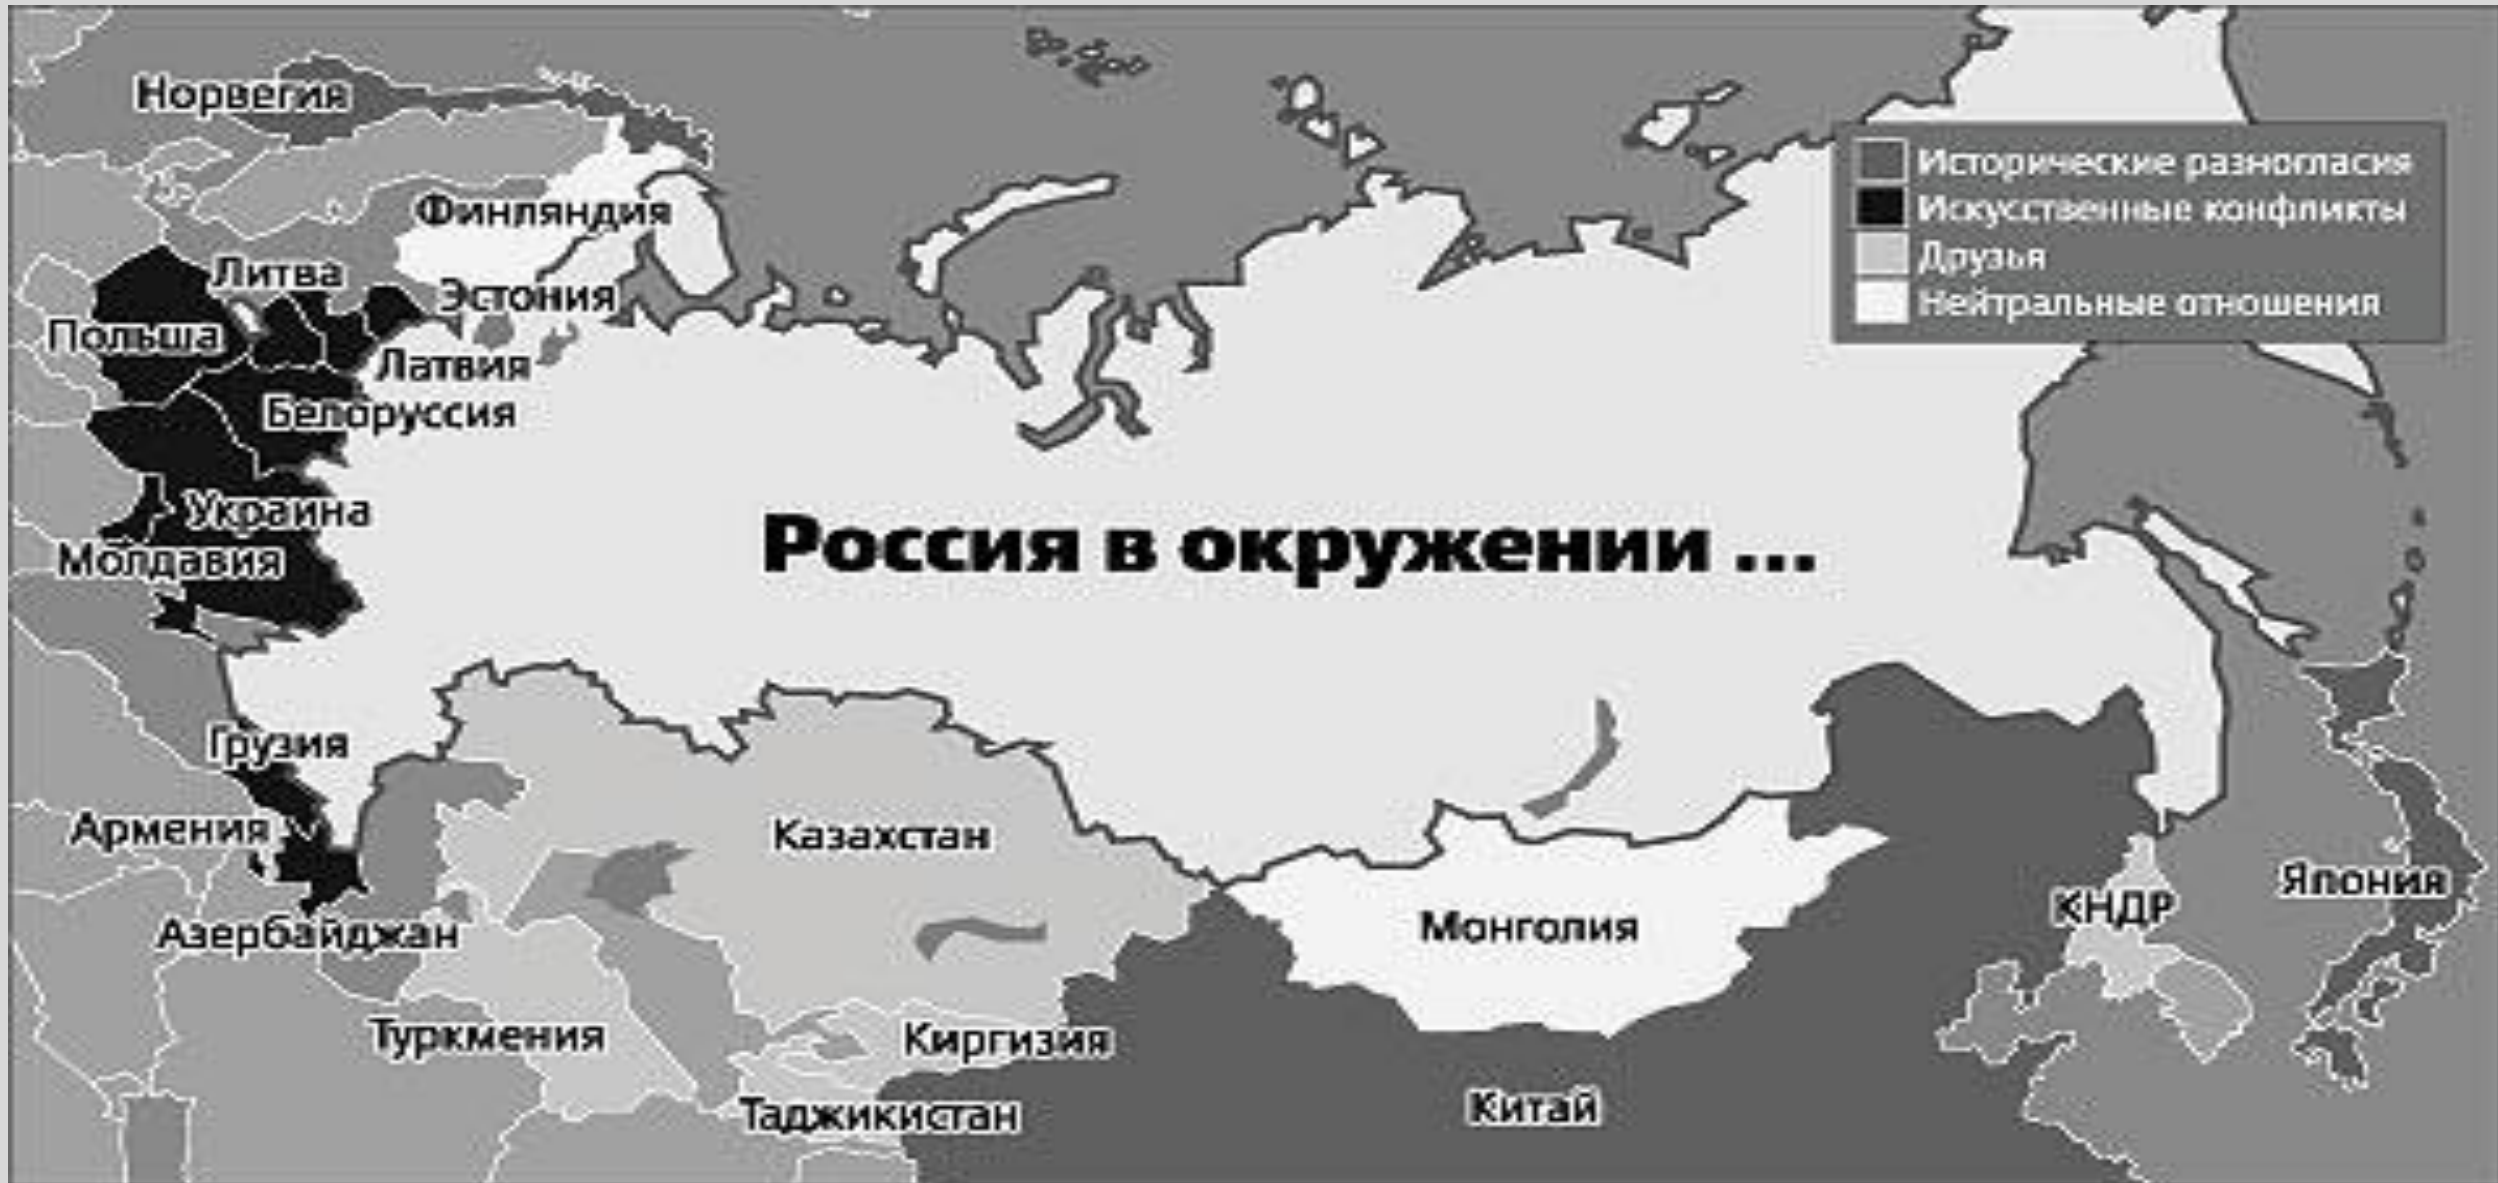 Норвегия
Исторические разногласия
Искусственные конфликты
Друзья
Нейтральные отношения
Финляндия
Литва
Эстония
Польша
Латвия
Белоруссия
Украина
Молдавия
Россия в окружении ...
Грузия
Армения
Казахстан
Азербайджан
Монголия
КНДР
Япония
Туркмения
Киргизия
Таджикистан
Китай